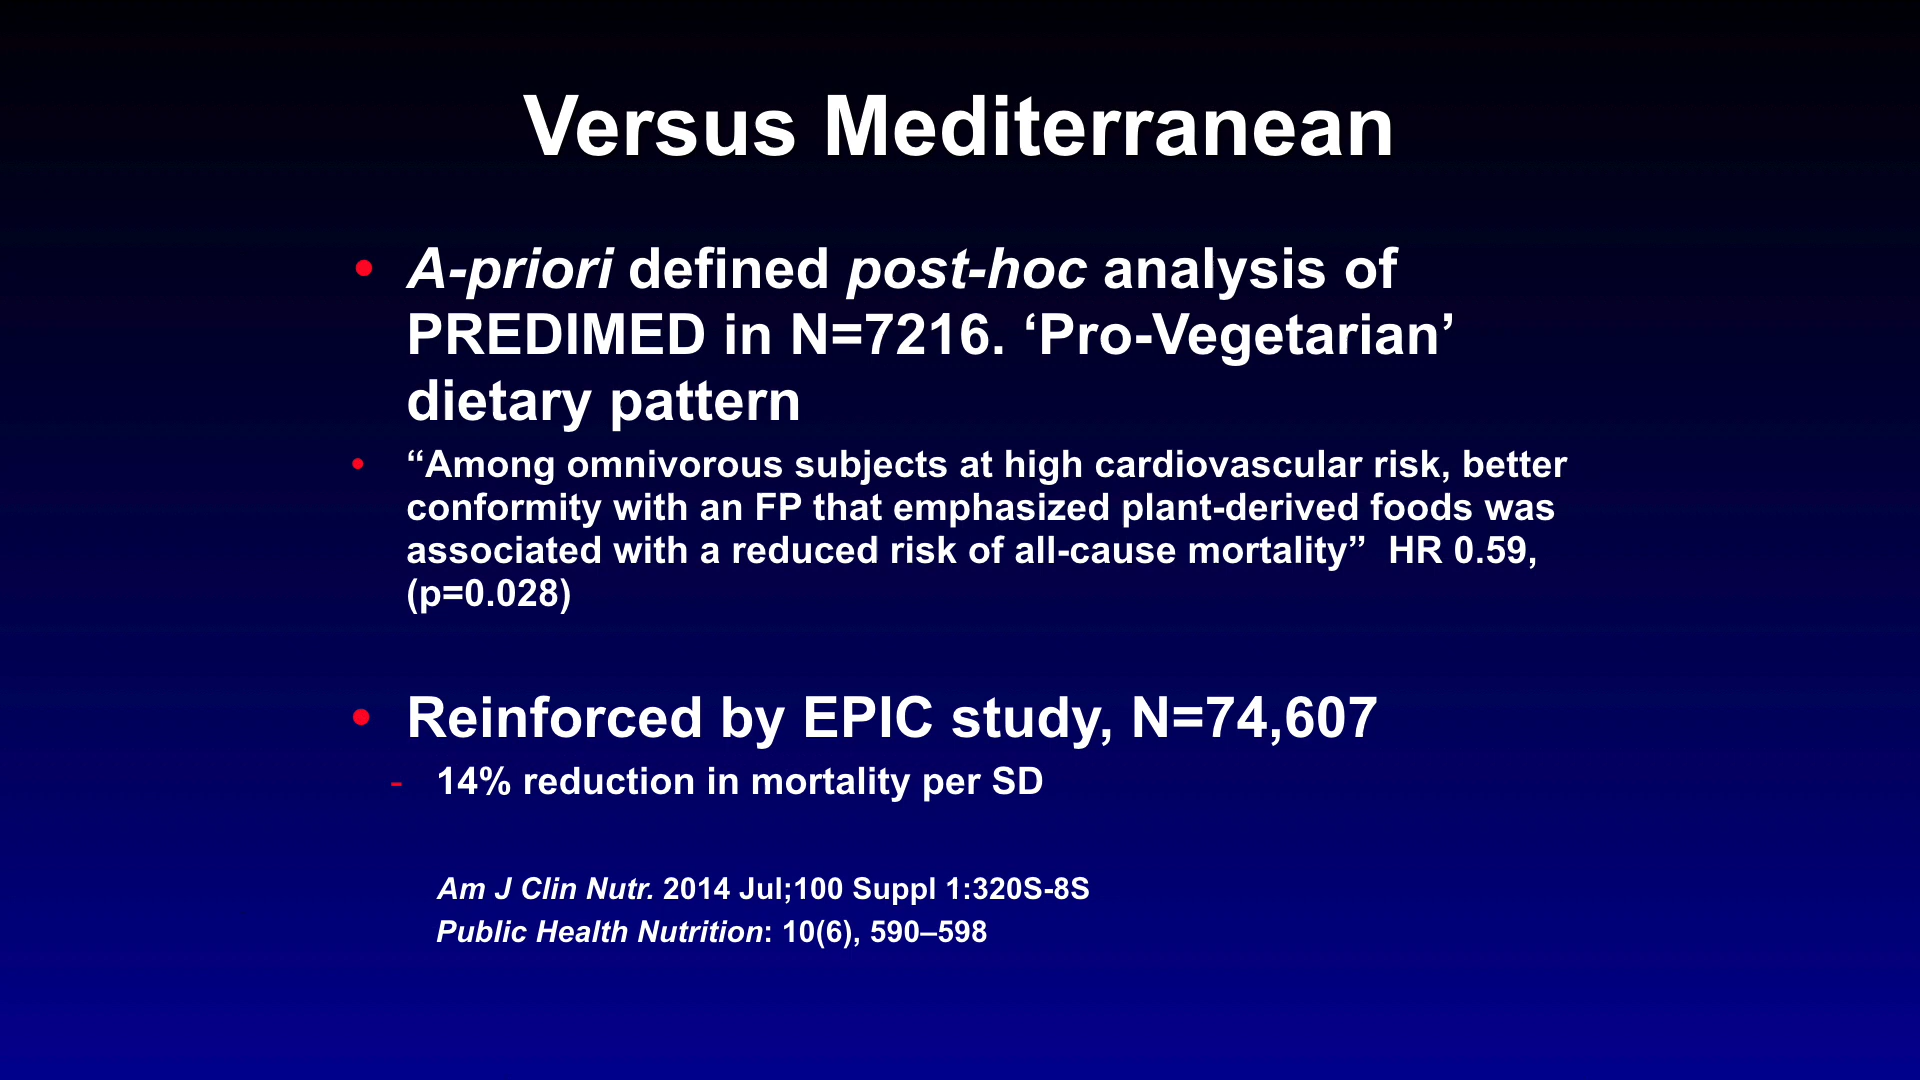 Versus Mediterranean
• A-priori defined post-hoc analysis of
PREDIMED in N=7216. ‘Pro-Vegetarian’
dietary pattern
• “Among omnivorous subjects at high cardiovascular risk, better
conformity with an FP that emphasized plant-derived foods was
associated with a reduced risk of all-cause mortality”  HR 0.59,
(p=0.028)
• Reinforced by EPIC study, N=74,607
- 14% reduction in mortality per SD
Am J Clin Nutr. 2014 Jul;100 Suppl 1:320S-8S
Public Health Nutrition: 10(6), 590–598